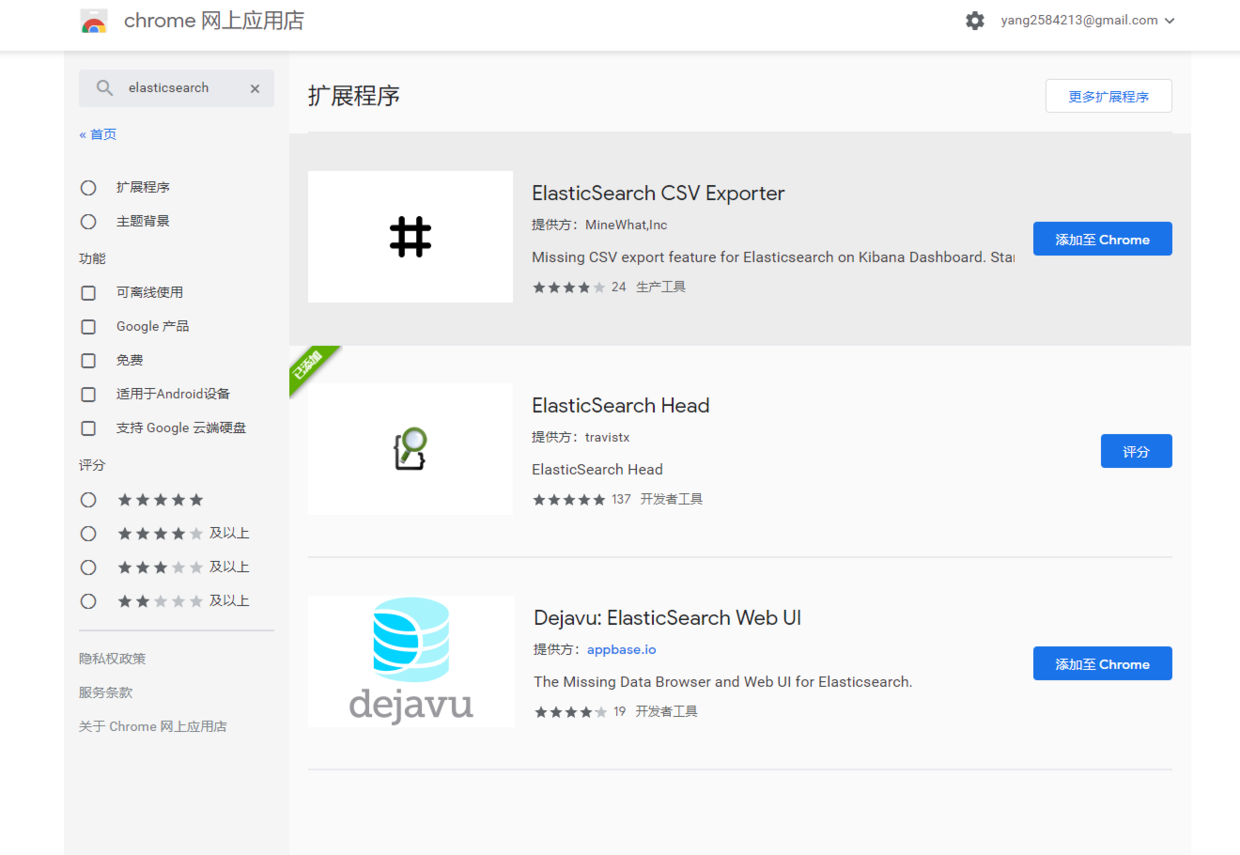 chrome 网上应用店
yang2584213@gmail.com
elasticsearch
« 首页
扩展程序
主题背景
功能
可离线使用
Google 产品
免费
适用于Android设备
支持 Google 云端硬盘
评分
及以上
及以上
及以上
隐私权政策
服务条款
关于 Chrome 网上应用店
扩展程序
更多扩展程序
ElasticSearch CSV Exporter
提供方：MineWhat,Inc
Missing CSV export feature for Elasticsearch on Kibana Dashboard. Star
24 生产工具
添加至 Chrome
已添加
ElasticSearch Head
提供方：travistx
ElasticSearch Head
137 开发者工具
评分
dejavu
Dejavu: ElasticSearch Web UI
提供方：appbase.io
The Missing Data Browser and Web UI for Elasticsearch.
19 开发者工具
添加至 Chrome